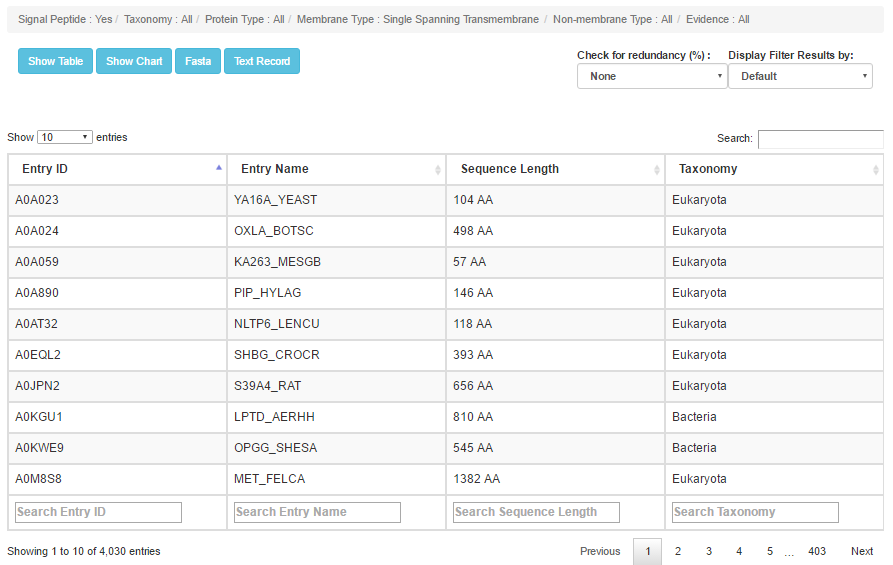 Signal Peptide : Yes / Taxonomy : All / Protein Type : All / Membrane Type : Single Spanning Transmembrane / Non-membrane Type : All / Evidence : All
Check for redundancy (%) : Display Filter Results by:
Show Table Show Chart Fasta Text Record
None Default
Show 10 entries Search:
Entry ID Entry Name Sequence Length Taxonomy
A0A023 YA16A_YEAST 104 AA Eukaryota
A0A024 OXLA_BOTSC 498 AA Eukaryota
A0A059 KA263_MESGB 57 AA Eukaryota
A0A890 PIP_HYLAG 146 AA Eukaryota
A0AT32 NLTP6_LENCU 118 AA Eukaryota
A0EQL2 SHBG_CROCR 393 AA Eukaryota
A0JPN2 S39A4_RAT 656 AA Eukaryota
A0KGU1 LPTD_AERHH 810 AA Bacteria
A0KWE9 OPGG_SHESA 545 AA Bacteria
A0M8S8 MET_FELCA 1382 AA Eukaryota
Search Entry ID Search Entry Name Search Sequence Length Search Taxonomy
Showing 1 to 10 of 4,030 entries Previous 1 2 3 4 5 ... 403 Next